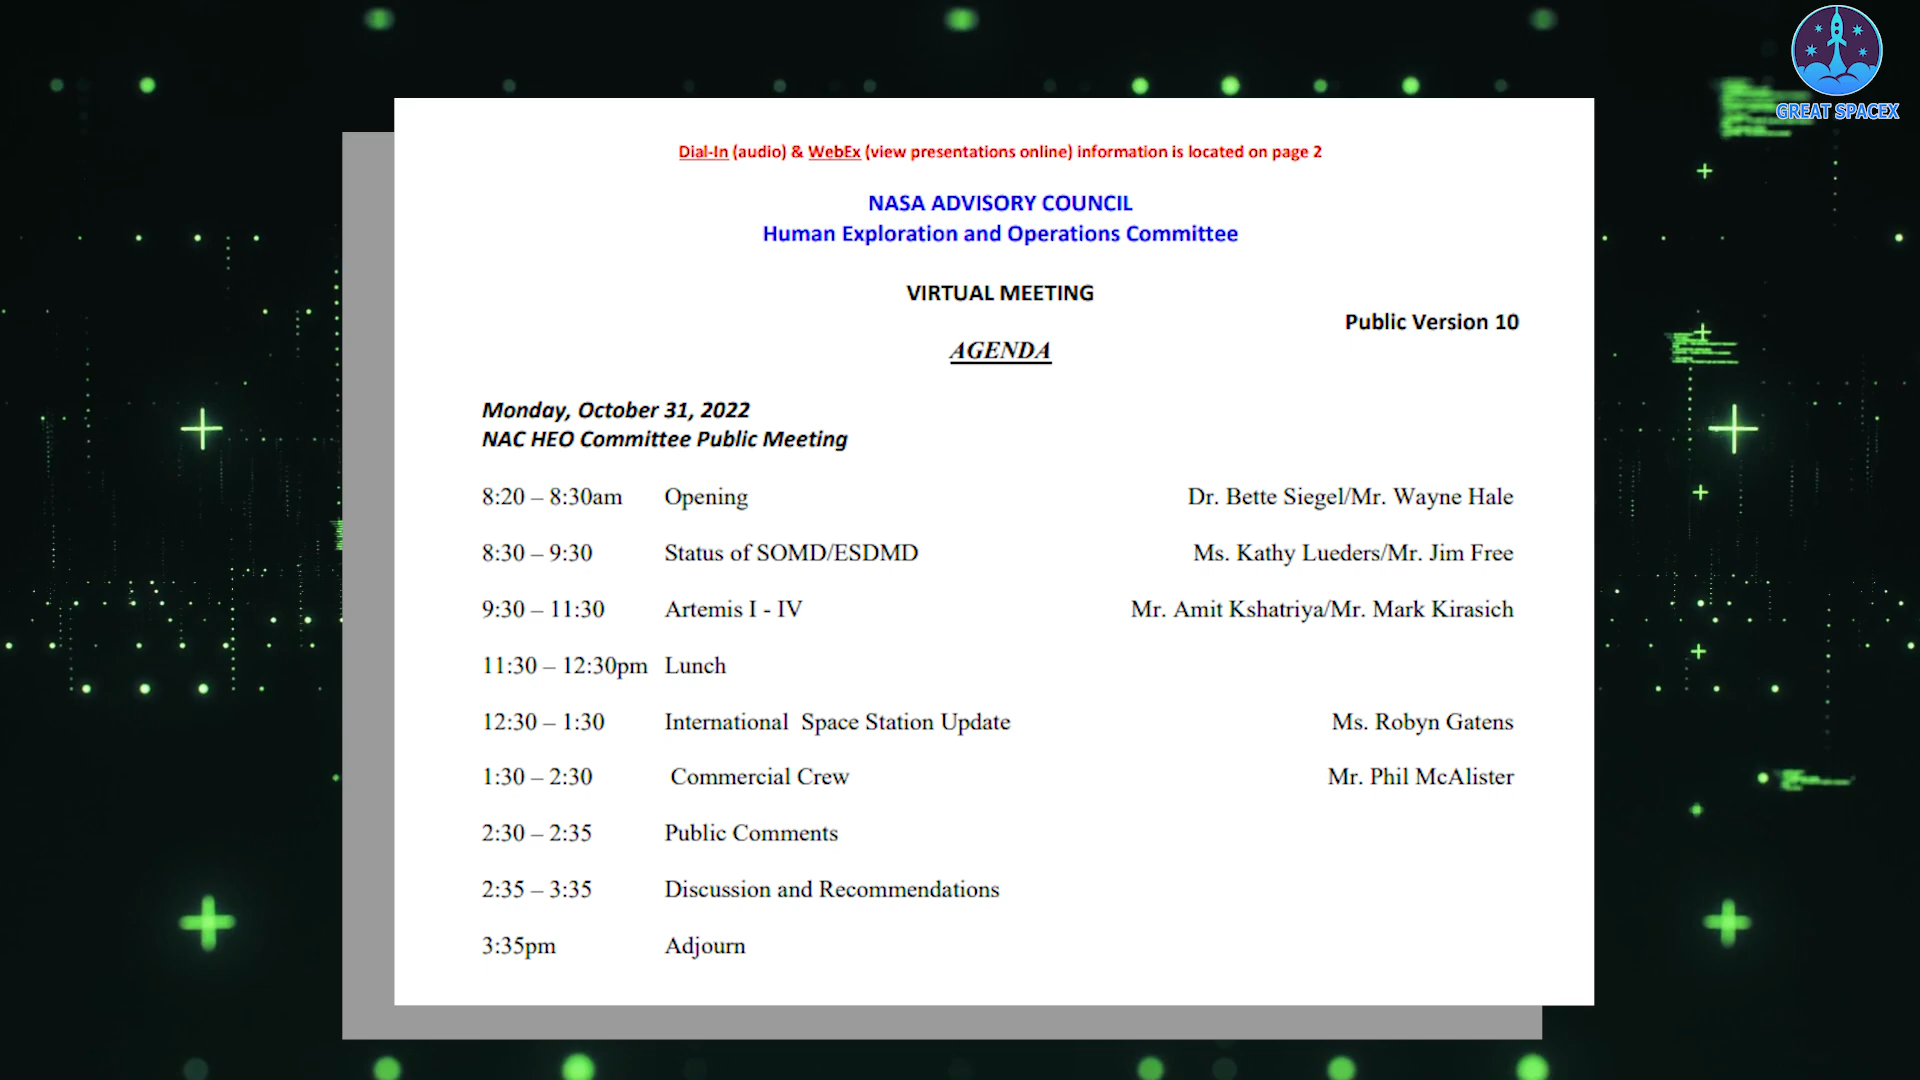 GREAT SPACEX
Dial-In (audio) & WebEx (view presentations online) information is located on page 2
NASA ADVISORY COUNCIL
Human Exploration and Operations Committee
VIRTUAL MEETING
Public Version 10
AGENDA
Monday, October 31, 2022
NAC HEO Committee Public Meeting
8:20 – 8:30am Opening Dr. Bette Siegel/Mr. Wayne Hale
8:30 – 9:30 Status of SOMD/ESDMD Ms. Kathy Lueders/Mr. Jim Free
9:30 – 11:30 Artemis I - IV Mr. Amit Kshatriya/Mr. Mark Kirasich
11:30 – 12:30pm Lunch
12:30 – 1:30 International Space Station Update Ms. Robyn Gatens
1:30 – 2:30 Commercial Crew Mr. Phil McAlister
2:30 – 2:35 Public Comments
2:35 – 3:35 Discussion and Recommendations
3:35pm Adjourn